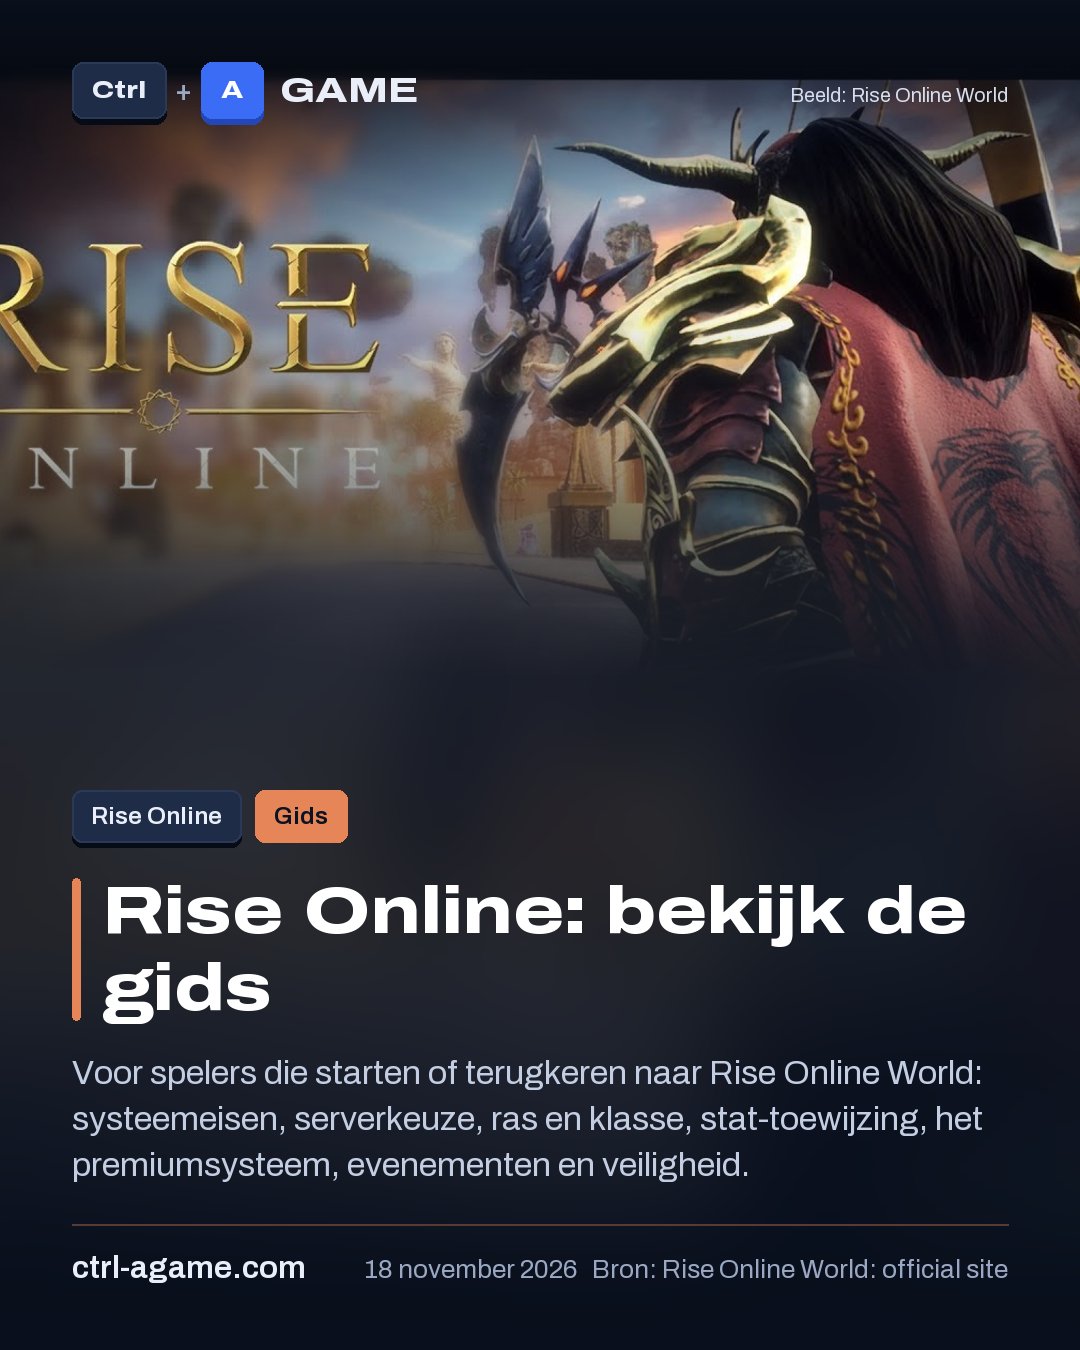 Ctrl + A GAME
Beeld: Rise Online World
RISE
NLINE
Rise Online Gids
Rise Online: bekijk de
gids
Voor spelers die starten of terugkeren naar Rise Online World:
systeemeisen, serverkeuze, ras en klasse, stat-toewijzing, het
premiumsysteem, evenementen en veiligheid.
ctrl-agame.com 18 november 2026 Bron: Rise Online World: official site